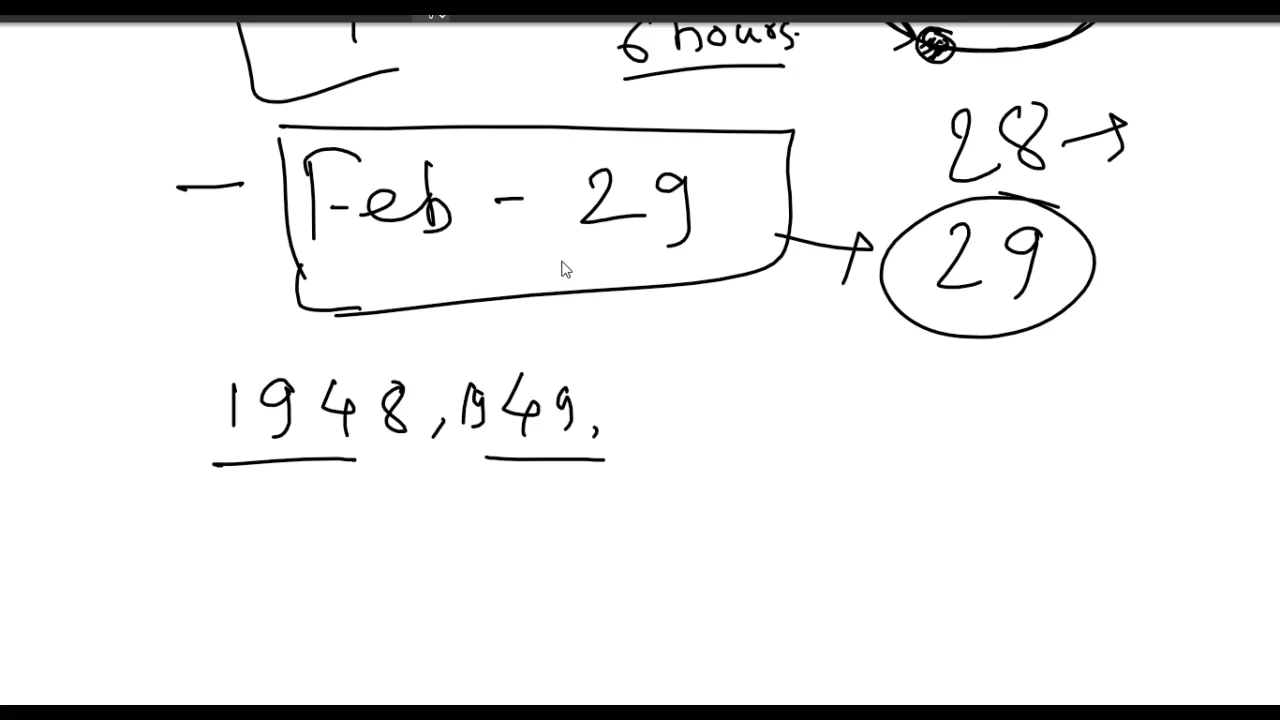 6 hours.
28 →
Feb - 29
29
1948, 1949,